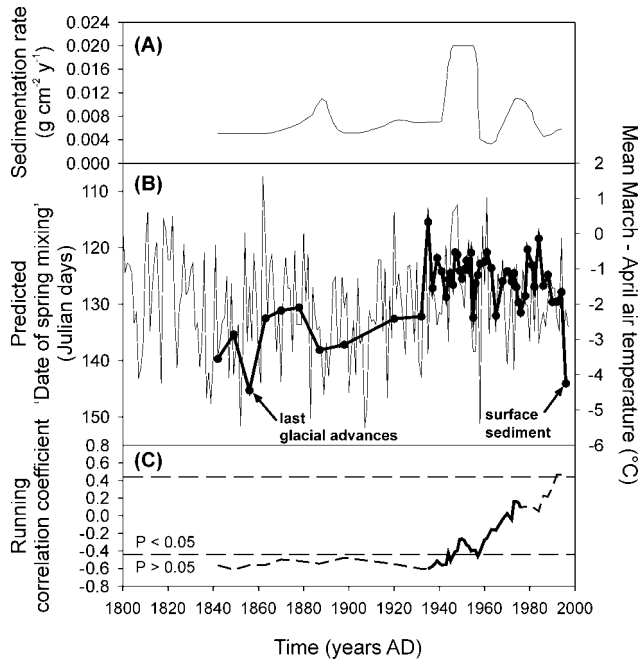 Sedimentation rate
(g cm⁻² y⁻¹)
0.024
0.020
0.016
0.012
0.008
0.004
0.000
(A)
Predicted
'Date of spring mixing'
(Julian days)
110
120
130
140
150
(B)
last
glacial advances
surface
sediment
2
1
0
-1
-2
-3
-4
-5
-6
Mean March - April air temperature (°C)
Running
correlation coefficient
0.8
0.6
0.4
0.2
0.0
-0.2
-0.4
-0.6
-0.8
(C)
P < 0.05
P > 0.05
1800 1820 1840 1860 1880 1900 1920 1940 1960 1980 2000
Time (years AD)